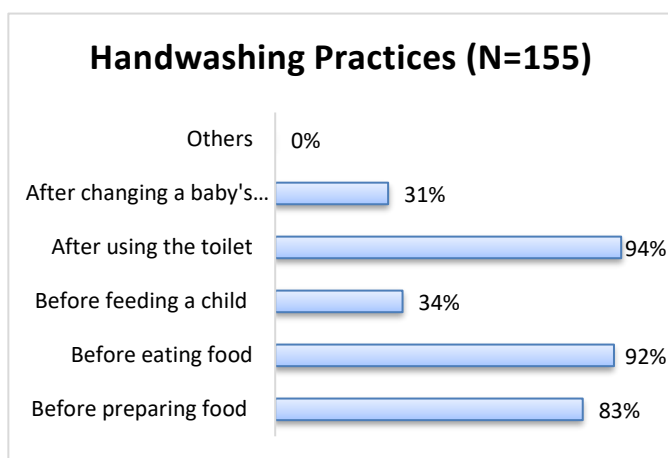 Handwashing Practices (N=155)
Others 0%
After changing a baby's... 31%
After using the toilet 94%
Before feeding a child 34%
Before eating food 92%
Before preparing food 83%